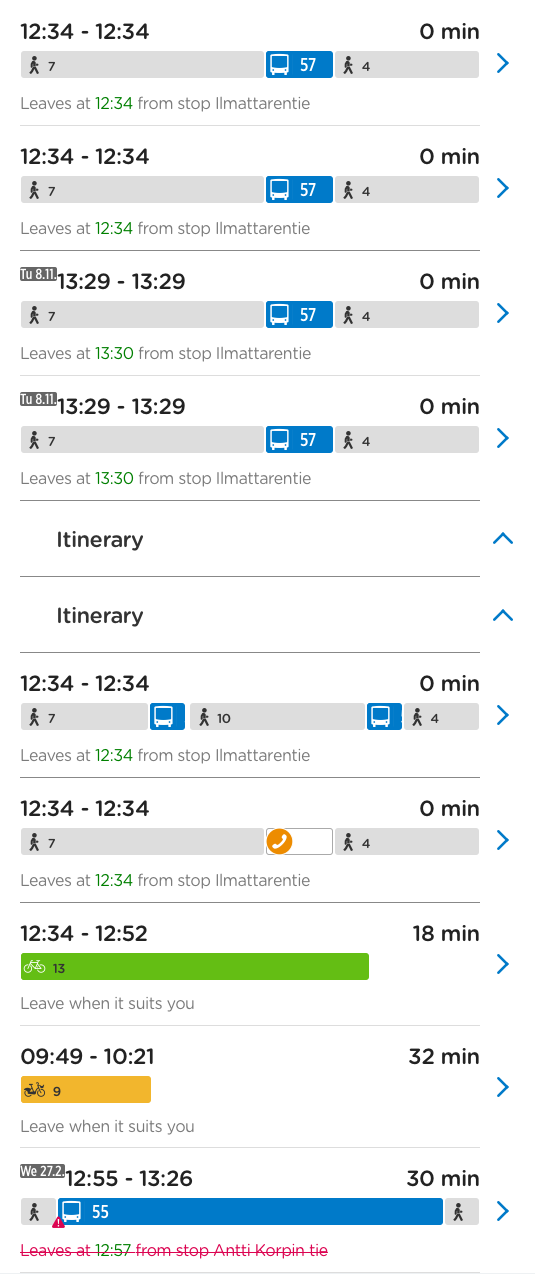 12:34 - 12:34 0 min
7 57 4
Leaves at 12:34 from stop Ilmattarentie
12:34 - 12:34 0 min
7 57 4
Leaves at 12:34 from stop Ilmattarentie
Tu 8.11. 13:29 - 13:29 0 min
7 57 4
Leaves at 13:30 from stop Ilmattarentie
Tu 8.11. 13:29 - 13:29 0 min
7 57 4
Leaves at 13:30 from stop Ilmattarentie
Itinerary
Itinerary
12:34 - 12:34 0 min
7 10 4
Leaves at 12:34 from stop Ilmattarentie
12:34 - 12:34 0 min
7 4
Leaves at 12:34 from stop Ilmattarentie
12:34 - 12:52 18 min
13
Leave when it suits you
09:49 - 10:21 32 min
9
Leave when it suits you
We 27.2. 12:55 - 13:26 30 min
55
Leaves at 12:57 from stop Antti Korpin tie